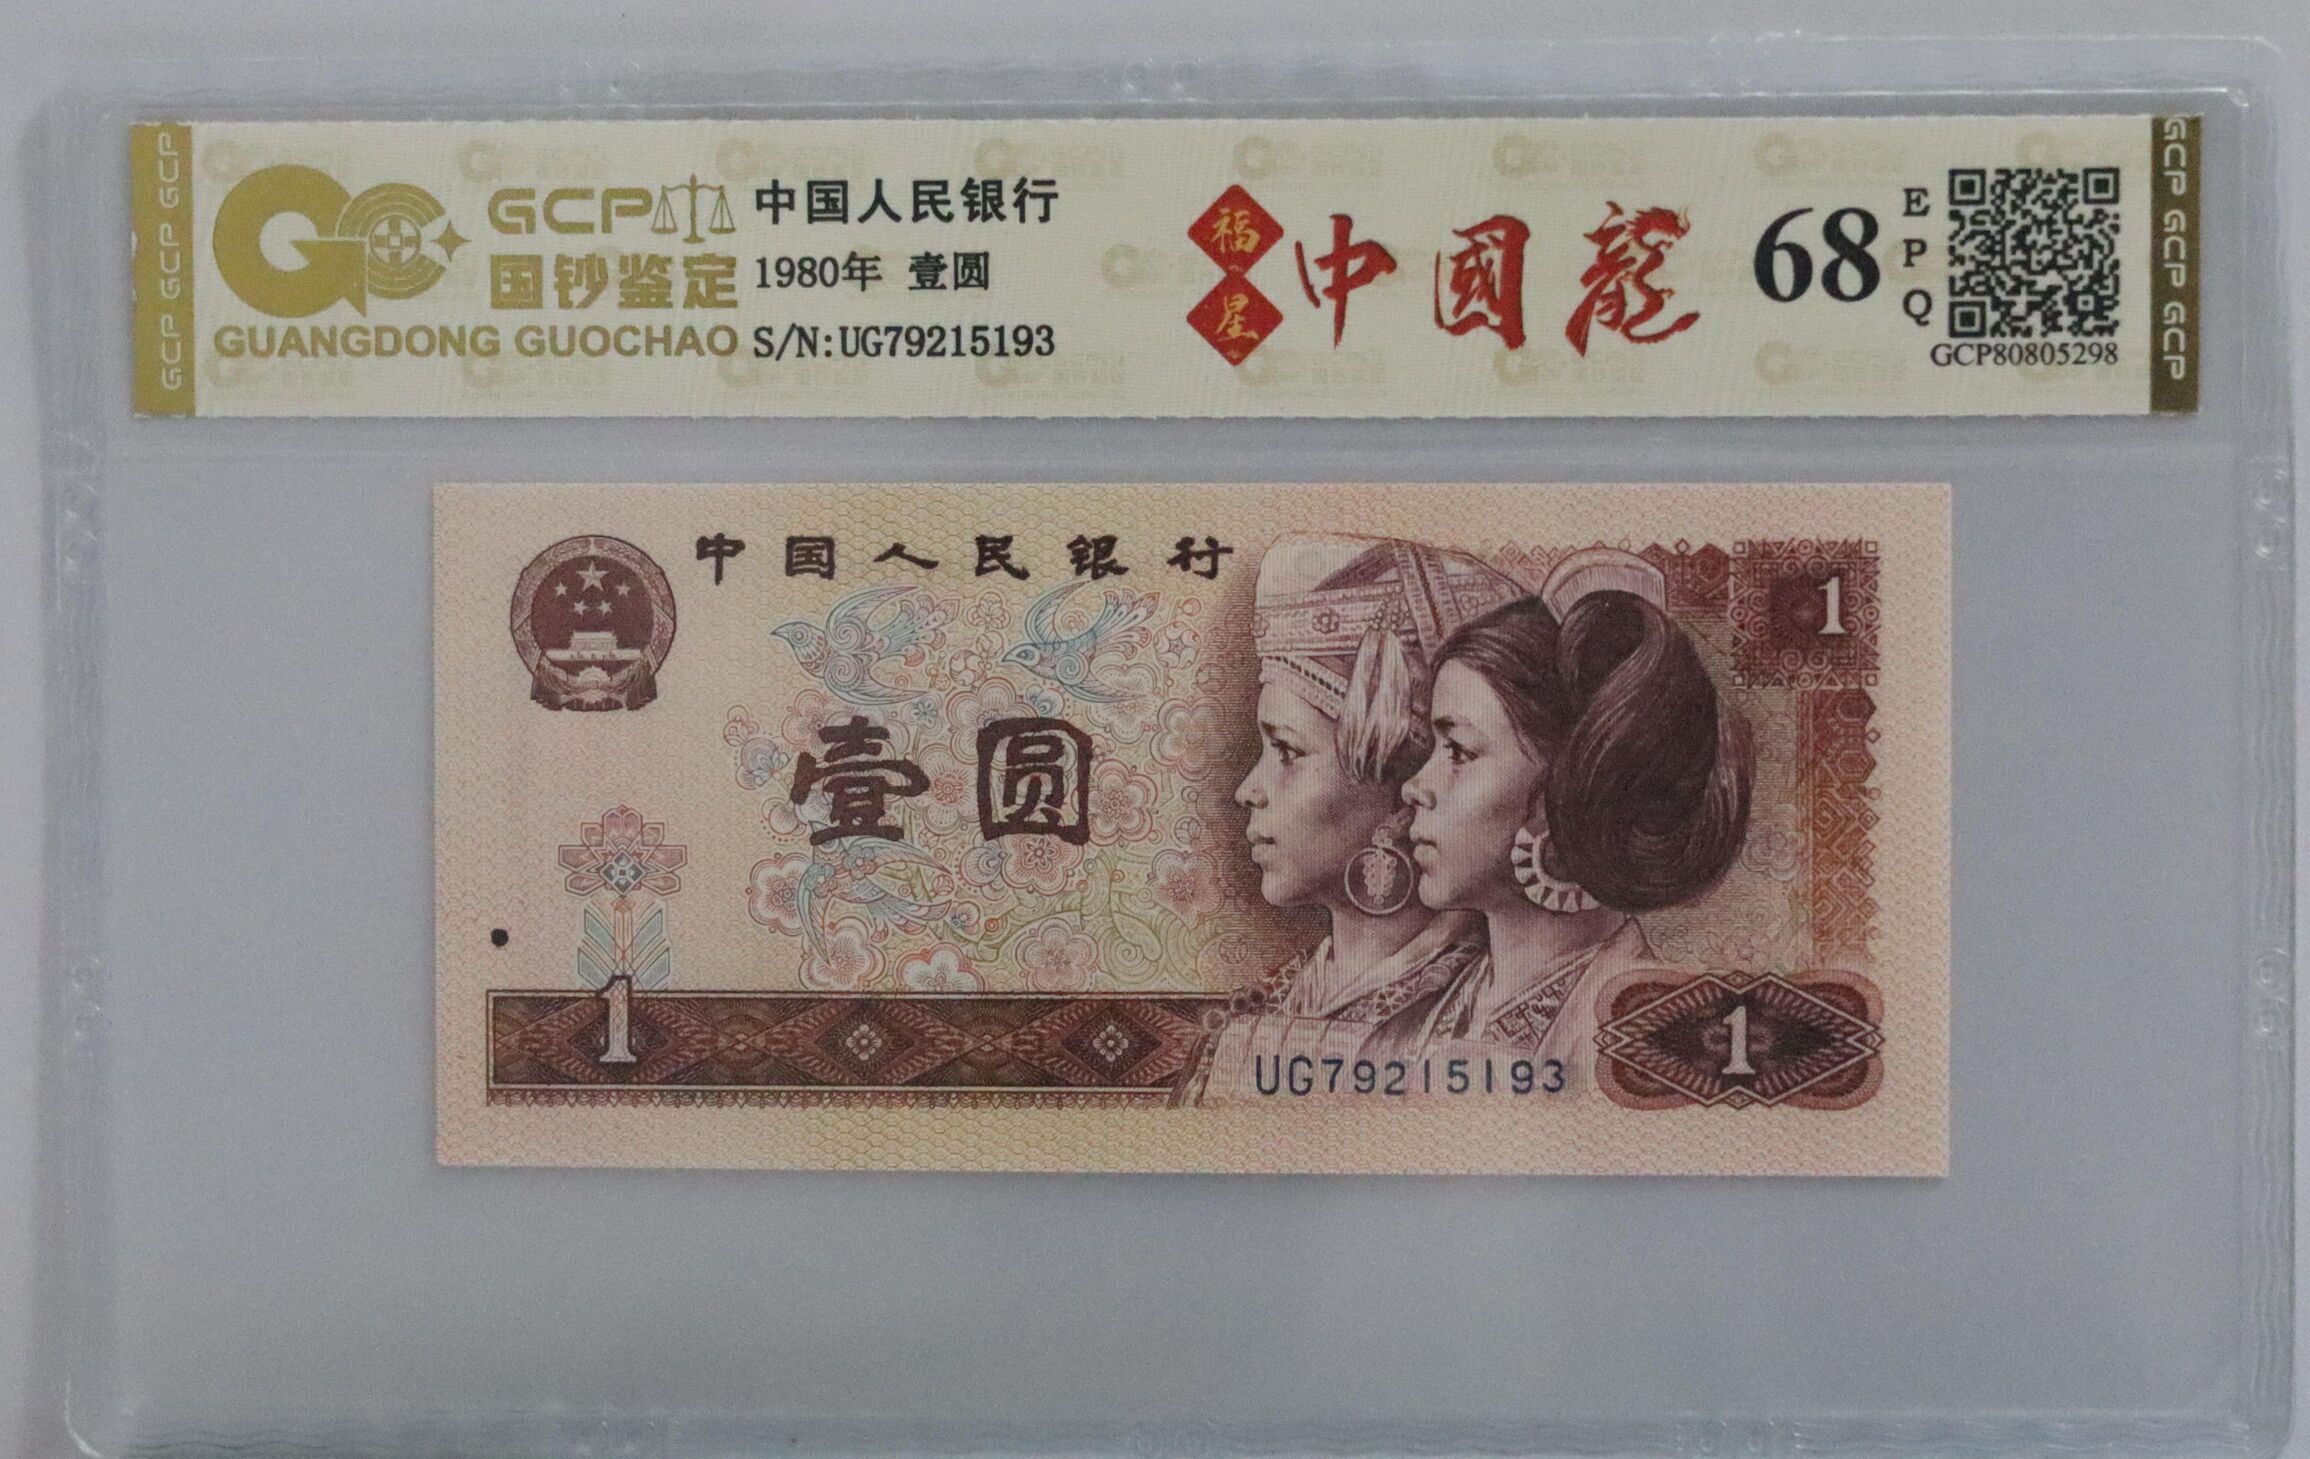 GCP GCP GCP
GCP
国钞鉴定
GUANGDONG GUOCHAO
中国人民银行
1980年 壹圆
S/N:UG79215193
福星
中國龍
68
EPQ
GCP80805298
GCP GCP GCP
中国人民银行
壹圆
1
1
1
UG79215193